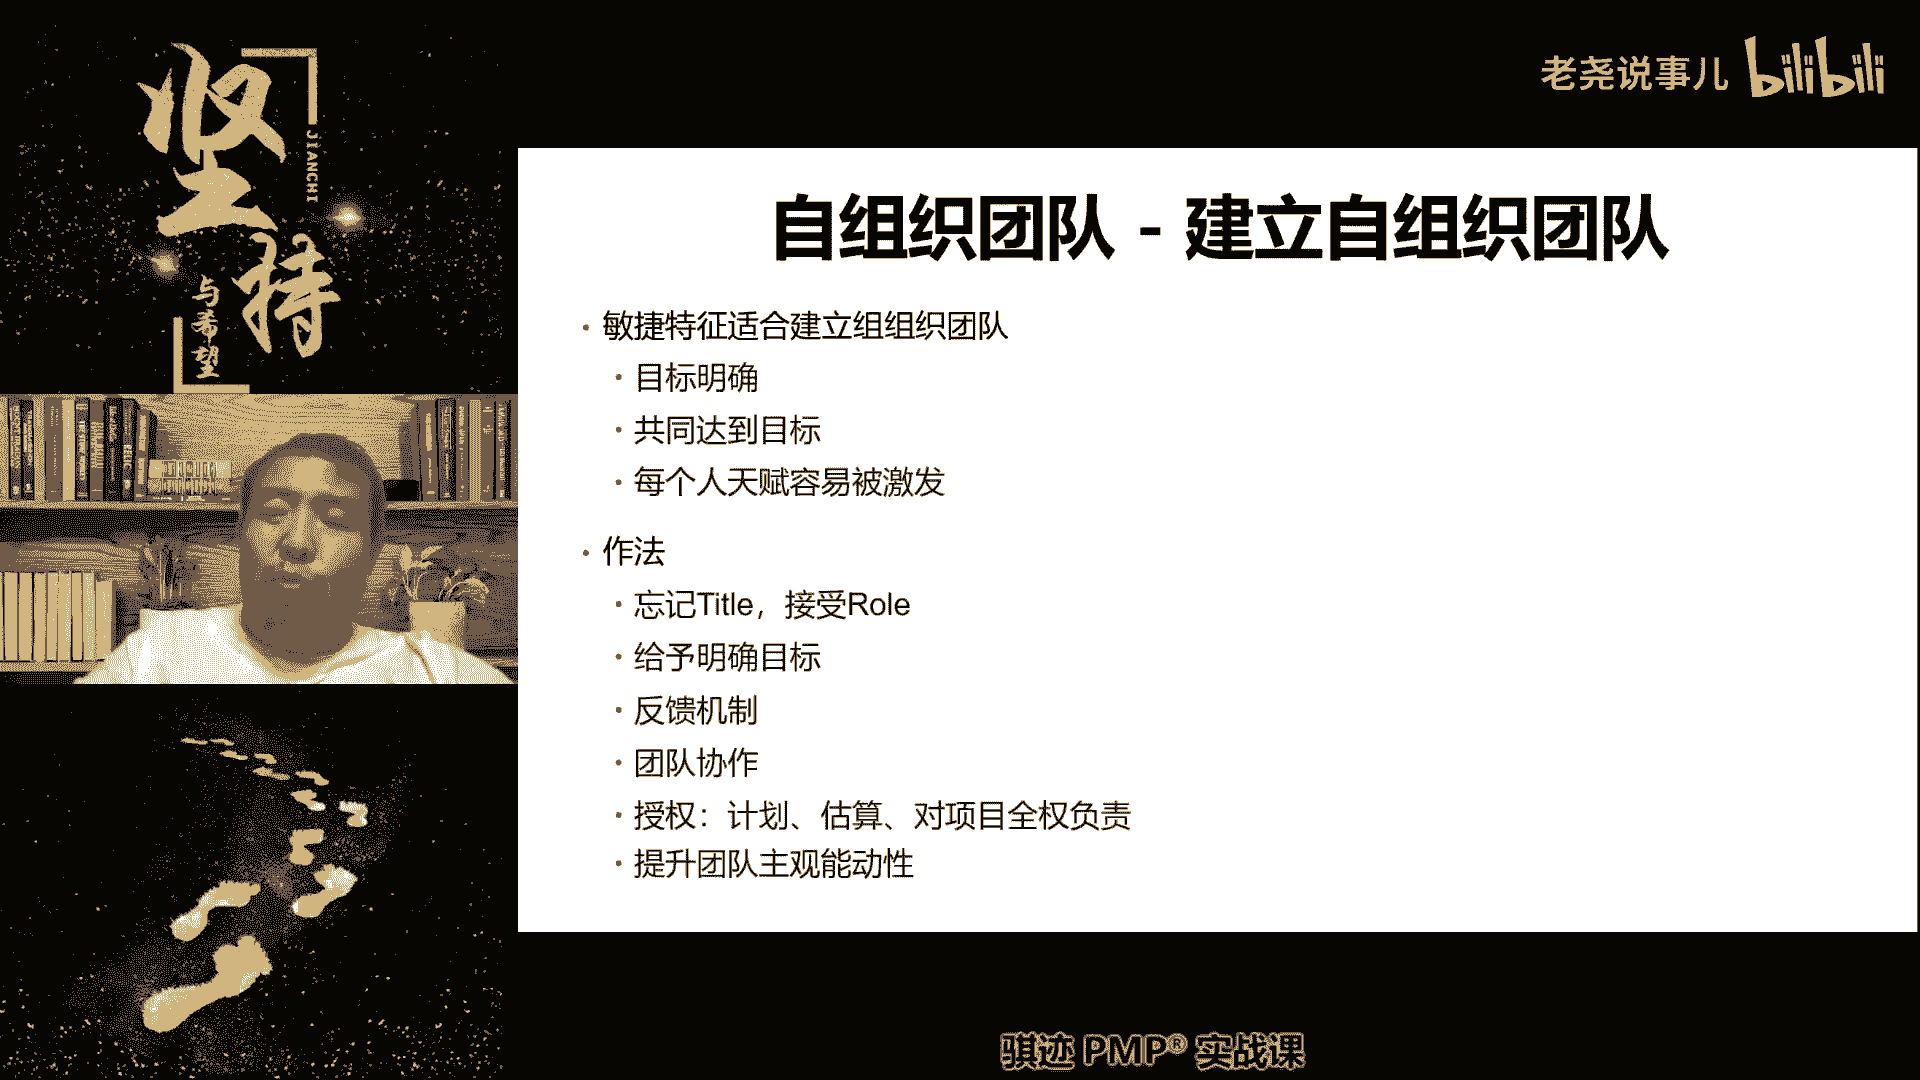 坚持
JIANCHI
与希望
老尧说事儿 bilibili
自组织团队 - 建立自组织团队
• 敏捷特征适合建立组组织团队
• 目标明确
• 共同达到目标
• 每个人天赋容易被激发
• 作法
• 忘记Title，接受Role
• 给予明确目标
• 反馈机制
• 团队协作
• 授权：计划、估算、对项目全权负责
• 提升团队主观能动性
骐迹 PMP® 实战课